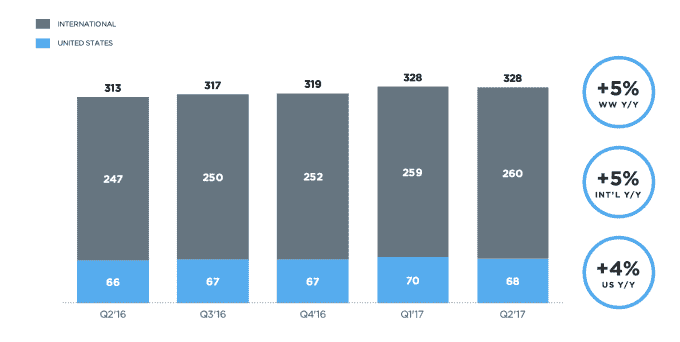 INTERNATIONAL
UNITED STATES
313
317
319
328
328
247
250
252
259
260
66
67
67
70
68
Q2'16
Q3'16
Q4'16
Q1'17
Q2'17
+5%
WW Y/Y
+5%
INT'L Y/Y
+4%
US Y/Y